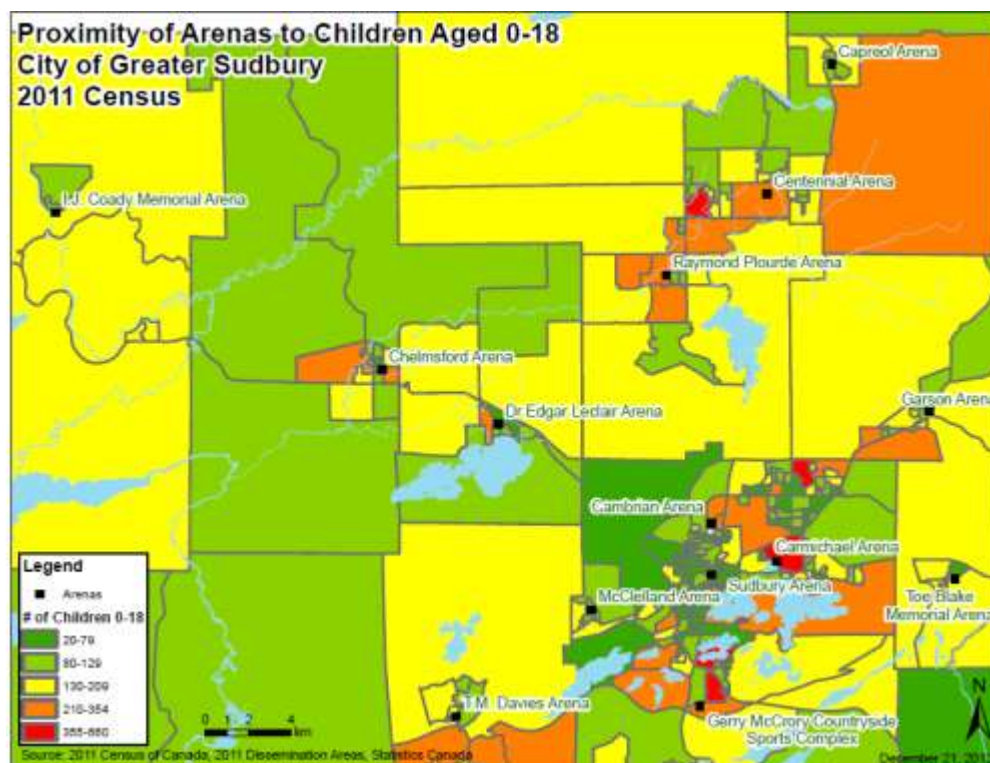 Proximity of Arenas to Children Aged 0-18
City of Greater Sudbury
2011 Census
Capreol Arena
I.J. Coady Memorial Arena
Centennial Arena
Raymond Plourde Arena
Chelmsford Arena
Dr Edgar Leclair Arena
Garson Arena
Cambrian Arena
Carmichael Arena
Sudbury Arena
McClelland Arena
Toe Blake
Memorial Arena
T.M. Davies Arena
Gerry McCrory Countryside
Sports Complex
Legend
Arenas
# of Children 0-18
20-79
80-129
130-209
210-354
355-660
0 1 2 4
km
N
Source: 2011 Census of Canada, 2011 Dissemination Areas, Statistics Canada
December 21, 201